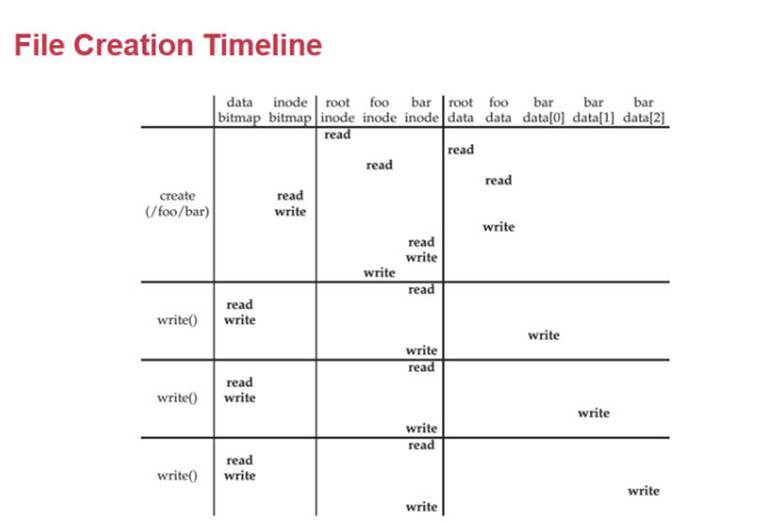 File Creation Timeline
data inode root foo bar root foo bar bar bar
bitmap bitmap inode inode inode data data data[0] data[1] data[2]
read
read
read
read
create read
(/foo/bar) write
write
read
write
write
read
read
write() write
write
write
read
read
write() write
write
write
read
read
write() write
write
write